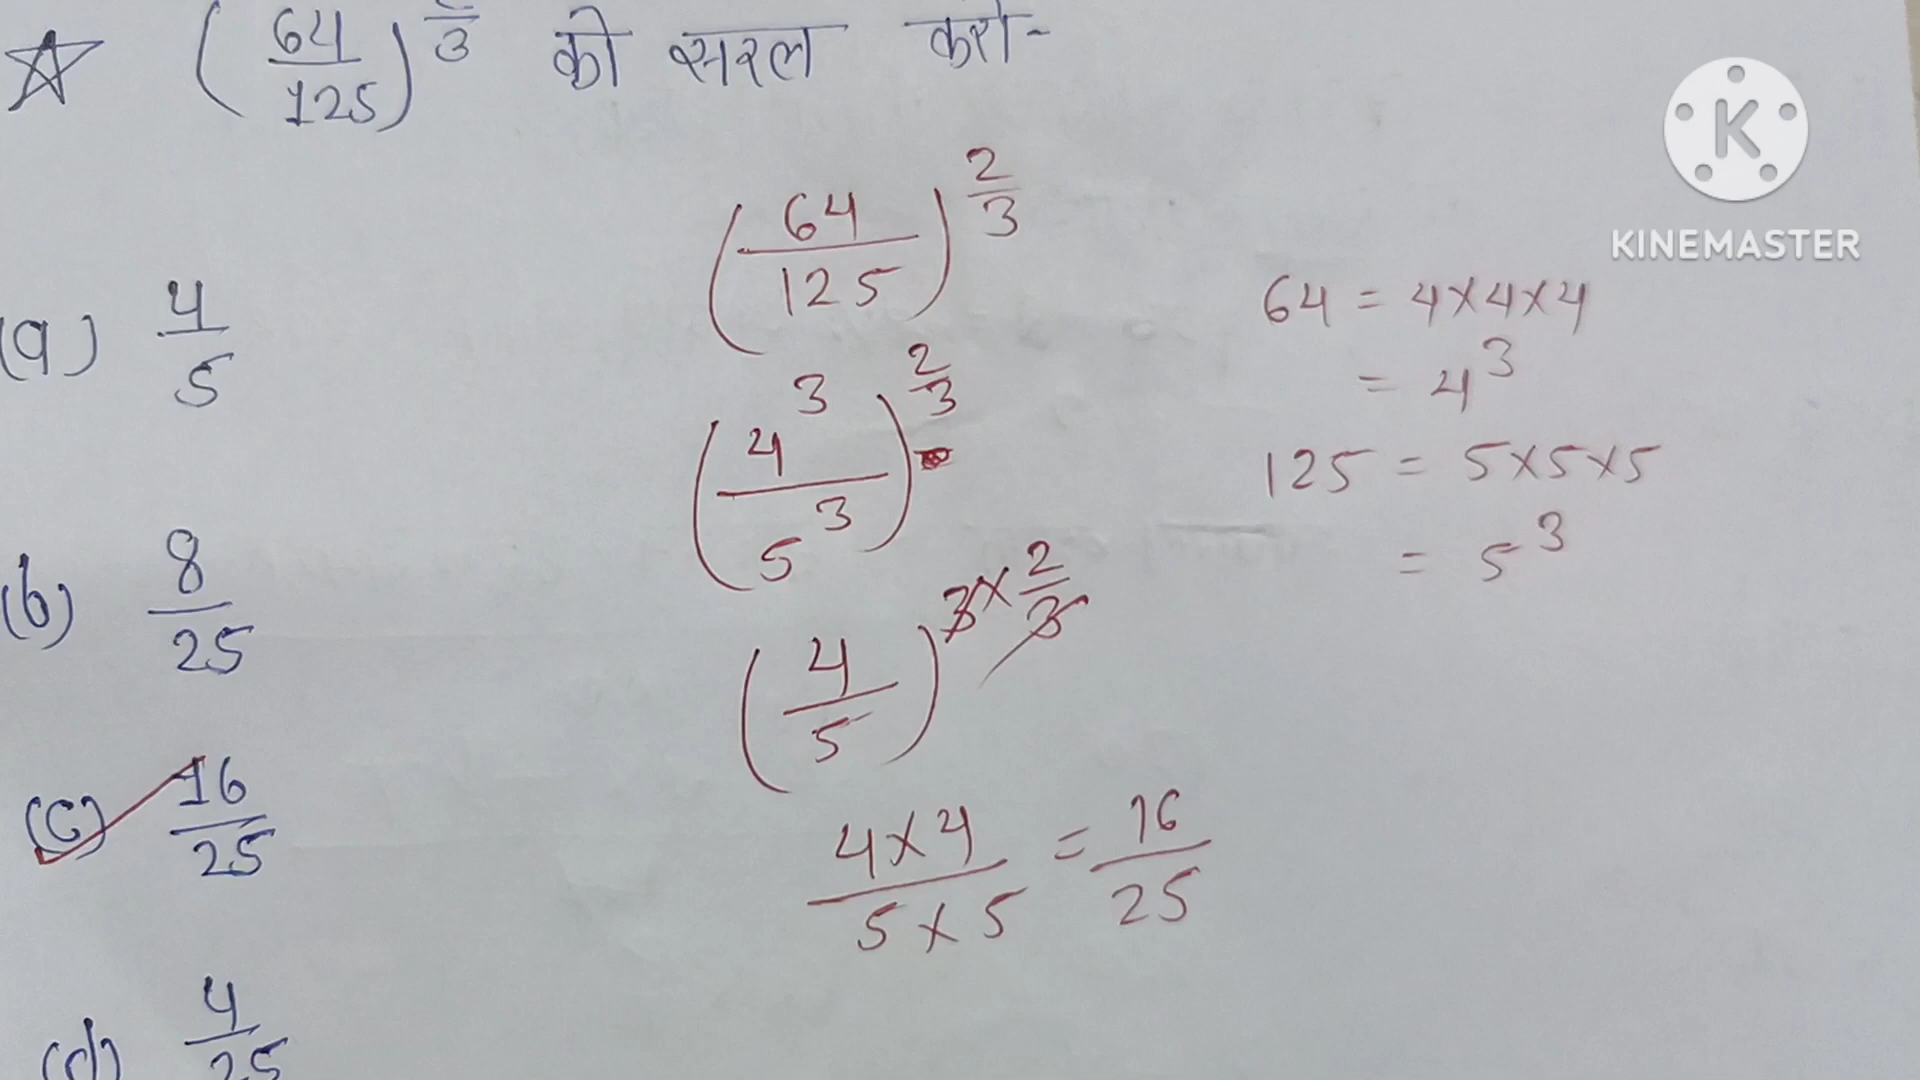 ☆ (64/125)^2/3 को सरल करो-
(a) 4/5
(b) 8/25
(c) 16/25
(d) 4/25
(64/125)^2/3
(4^3/5^3)^2/3
(4/5)^3×2/3
4×4/5×5 = 16/25
64 = 4×4×4
= 4^3
125 = 5×5×5
= 5^3
K
KINEMASTER